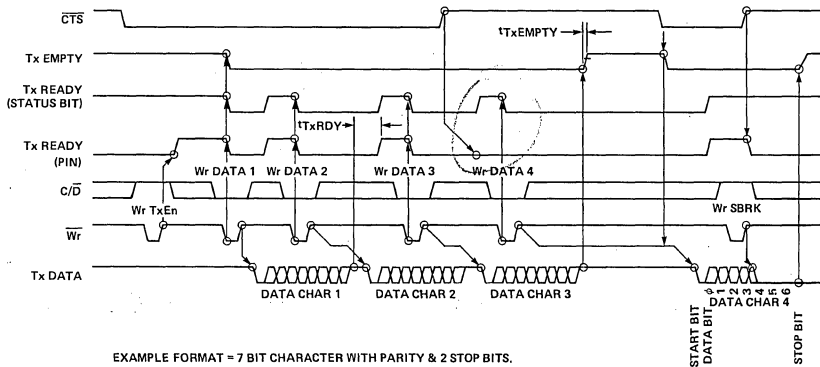 CTS
tTxEMPTY
Tx EMPTY
Tx READY
(STATUS BIT)
tTxRDY
Tx READY
(PIN)
Wr DATA 1 Wr DATA 2 Wr DATA 3 Wr DATA 4
C/D
Wr TxEn Wr SBRK
Wr
Tx DATA
DATA CHAR 1 DATA CHAR 2 DATA CHAR 3
0 1 2 3 4 5 6
DATA CHAR 4
START BIT
DATA BIT
STOP BIT
EXAMPLE FORMAT = 7 BIT CHARACTER WITH PARITY & 2 STOP BITS.